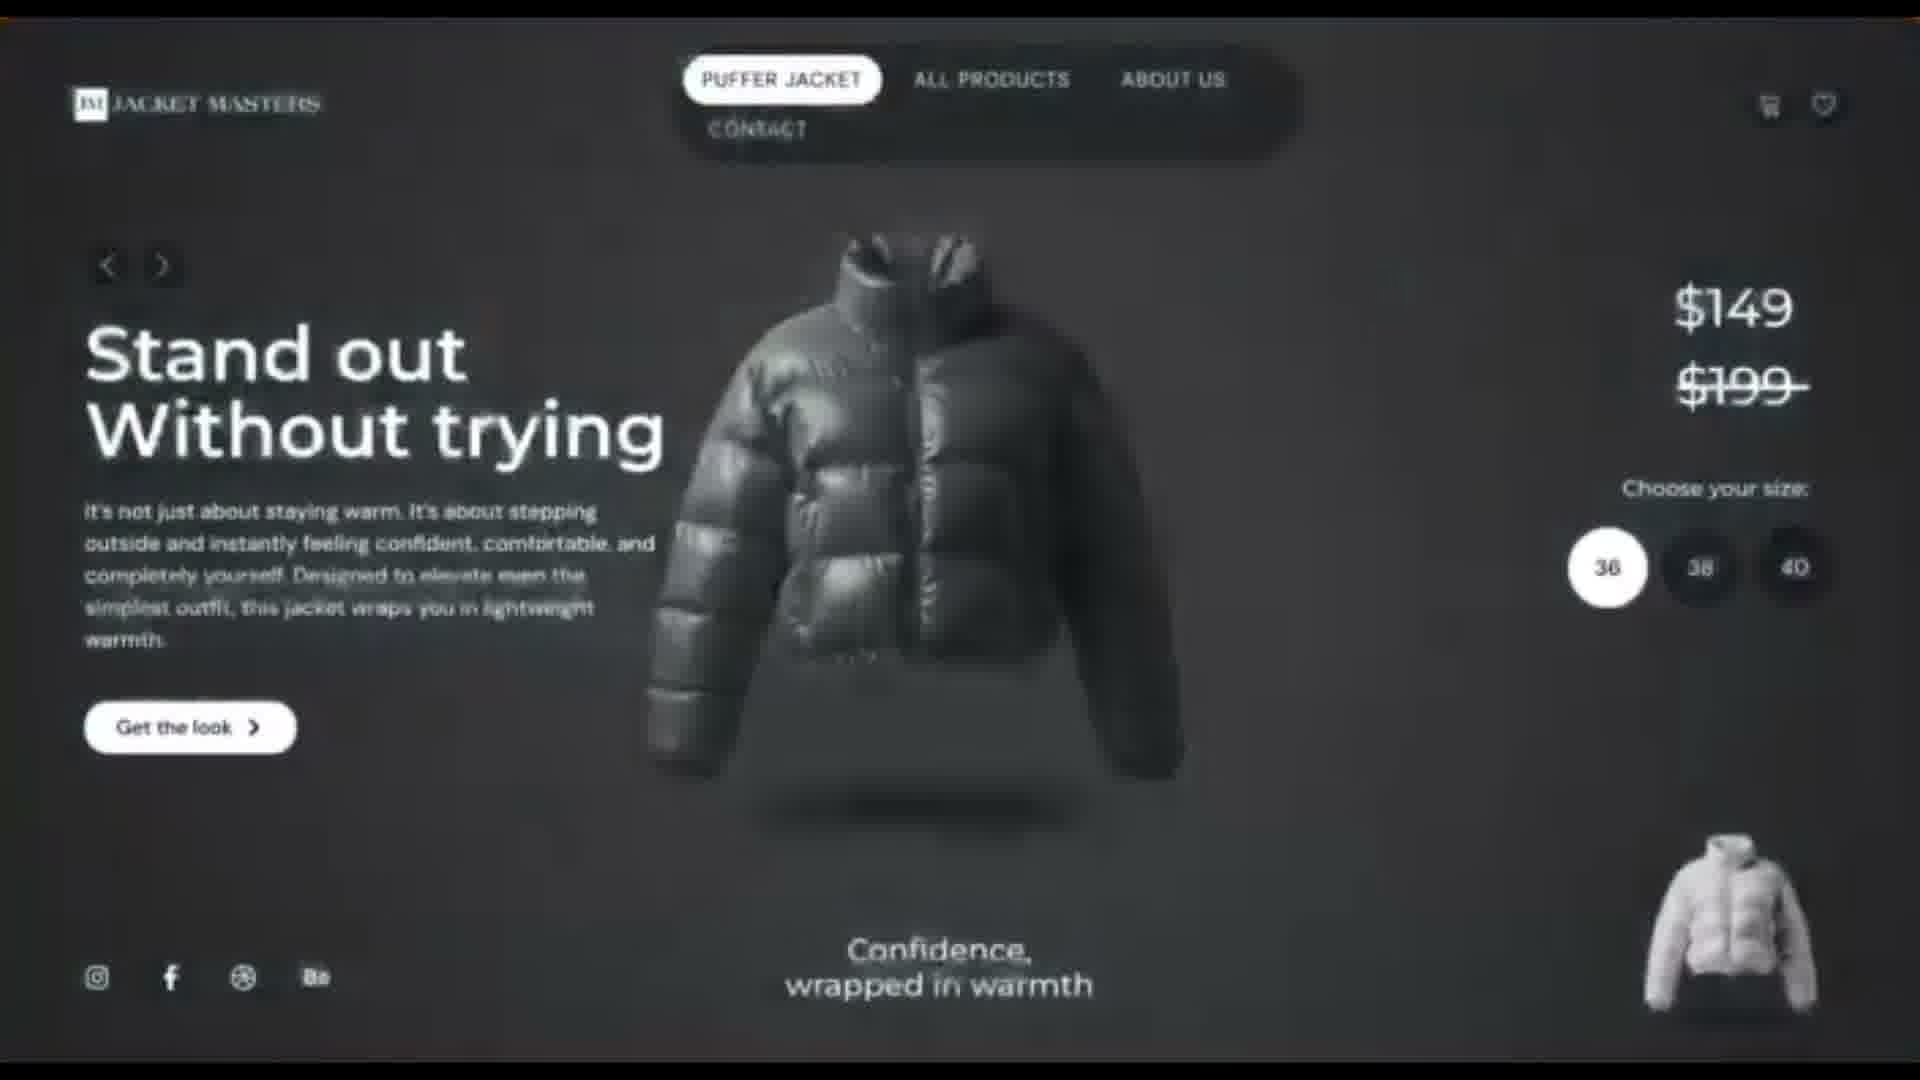 JM JACKET MASTERS
PUFFER JACKET
ALL PRODUCTS
ABOUT US
CONTACT
Stand out
Without trying
It's not just about staying warm. It's about stepping
outside and instantly feeling confident, comfortable, and
completely yourself. Designed to elevate even the
simplest outfit, this jacket wraps you in lightweight
warmth.
Get the look
$149
$199
Choose your size:
36
38
40
Confidence,
wrapped in warmth
Be